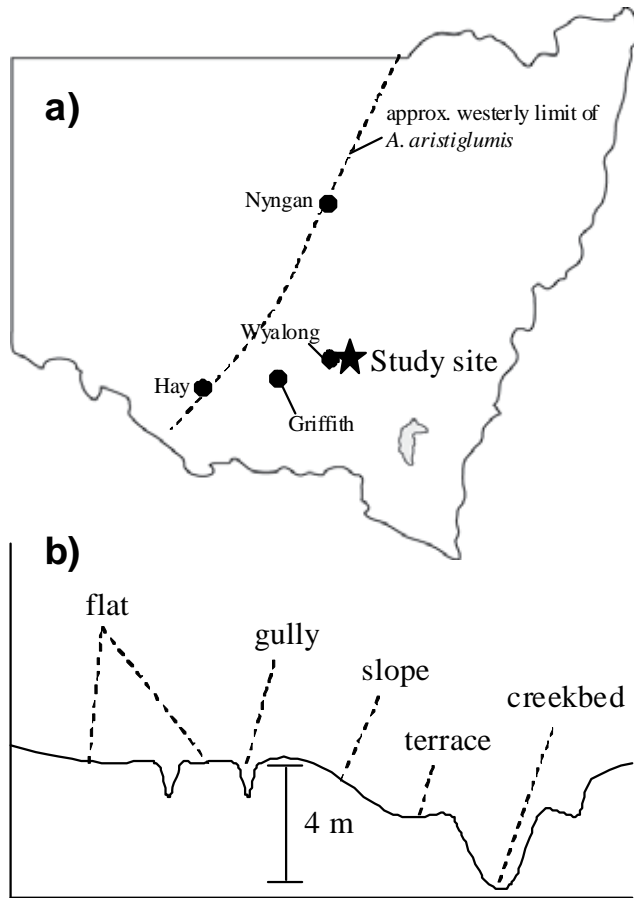 a)
approx. westerly limit of
A. aristiglumis
Nyngan
Wyalong
Study site
Hay
Griffith
b)
flat
gully
slope
creekbed
terrace
4 m